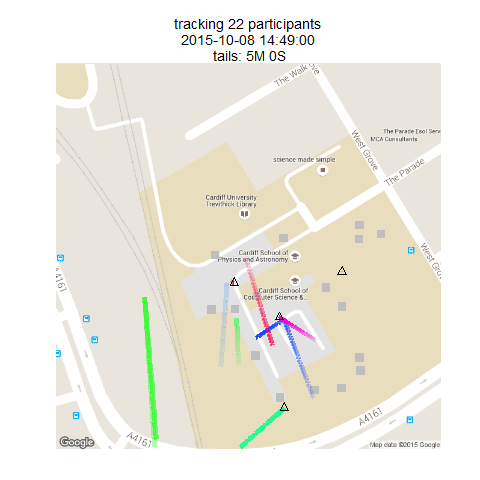 tracking 22 participants
2015-10-08 14:49:00
tails: 5M 0S
The Walk
West Grove
The Parade Esol Serv
MCA Consultants
science made simple
The Parade
Cardiff University
Trevithick Library
West Gro
Cardiff School of
Physics and Astronomy
A4161
Cardiff School of
Computer Science &...
A4161
A4161
Google
Map data ©2015 Google